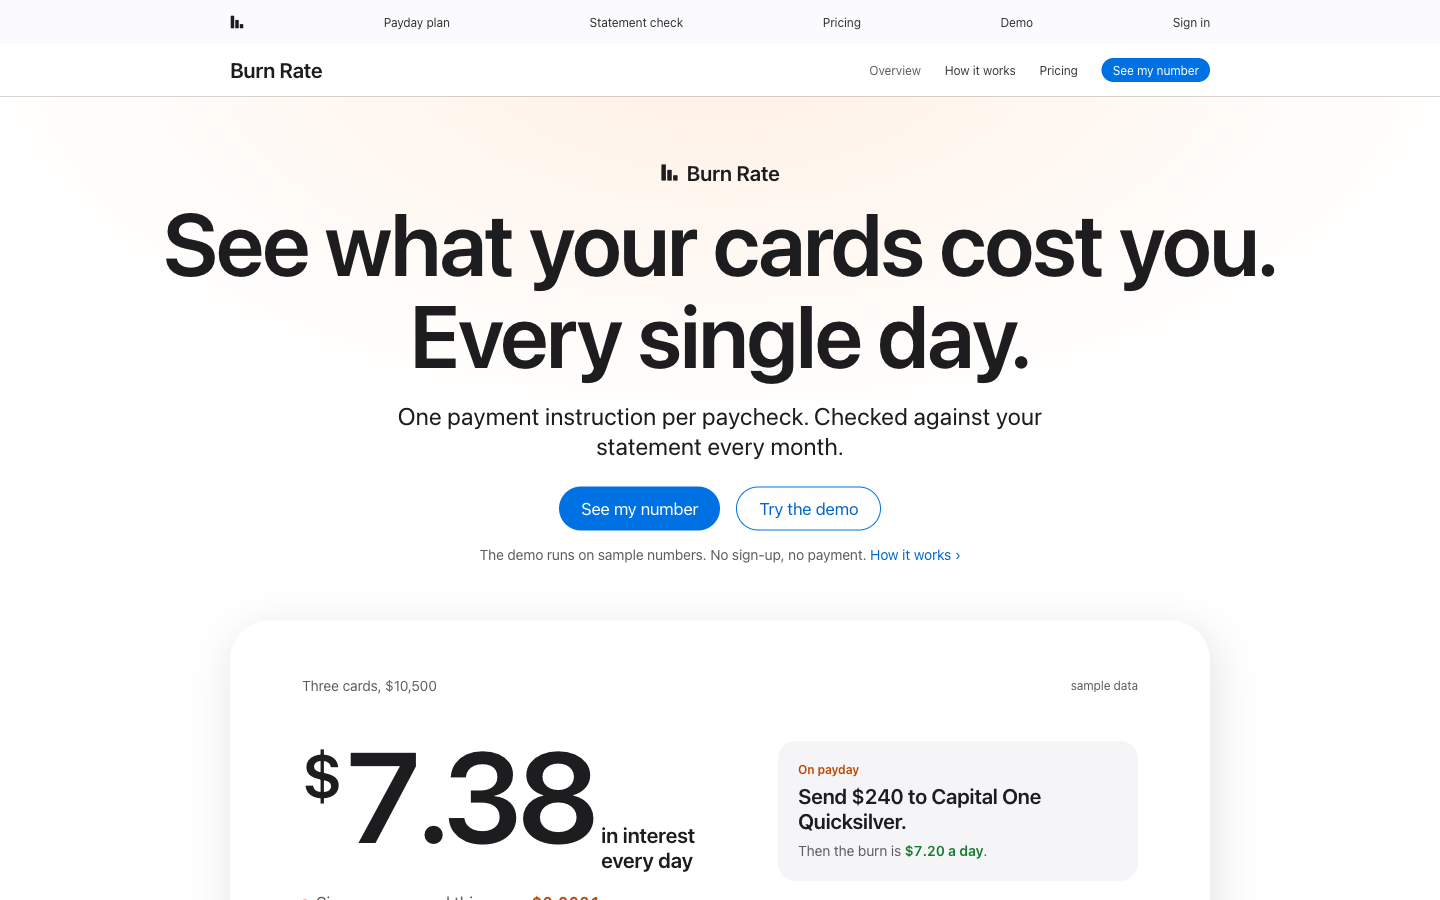 Payday plan
Statement check
Pricing
Demo
Sign in
Burn Rate
Overview
How it works
Pricing
See my number
Burn Rate
See what your cards cost you.
Every single day.
One payment instruction per paycheck. Checked against your
statement every month.
See my number
Try the demo
The demo runs on sample numbers. No sign-up, no payment. How it works ›
Three cards, $10,500
sample data
$7.38
in interest
every day
On payday
Send $240 to Capital One
Quicksilver.
Then the burn is $7.20 a day.